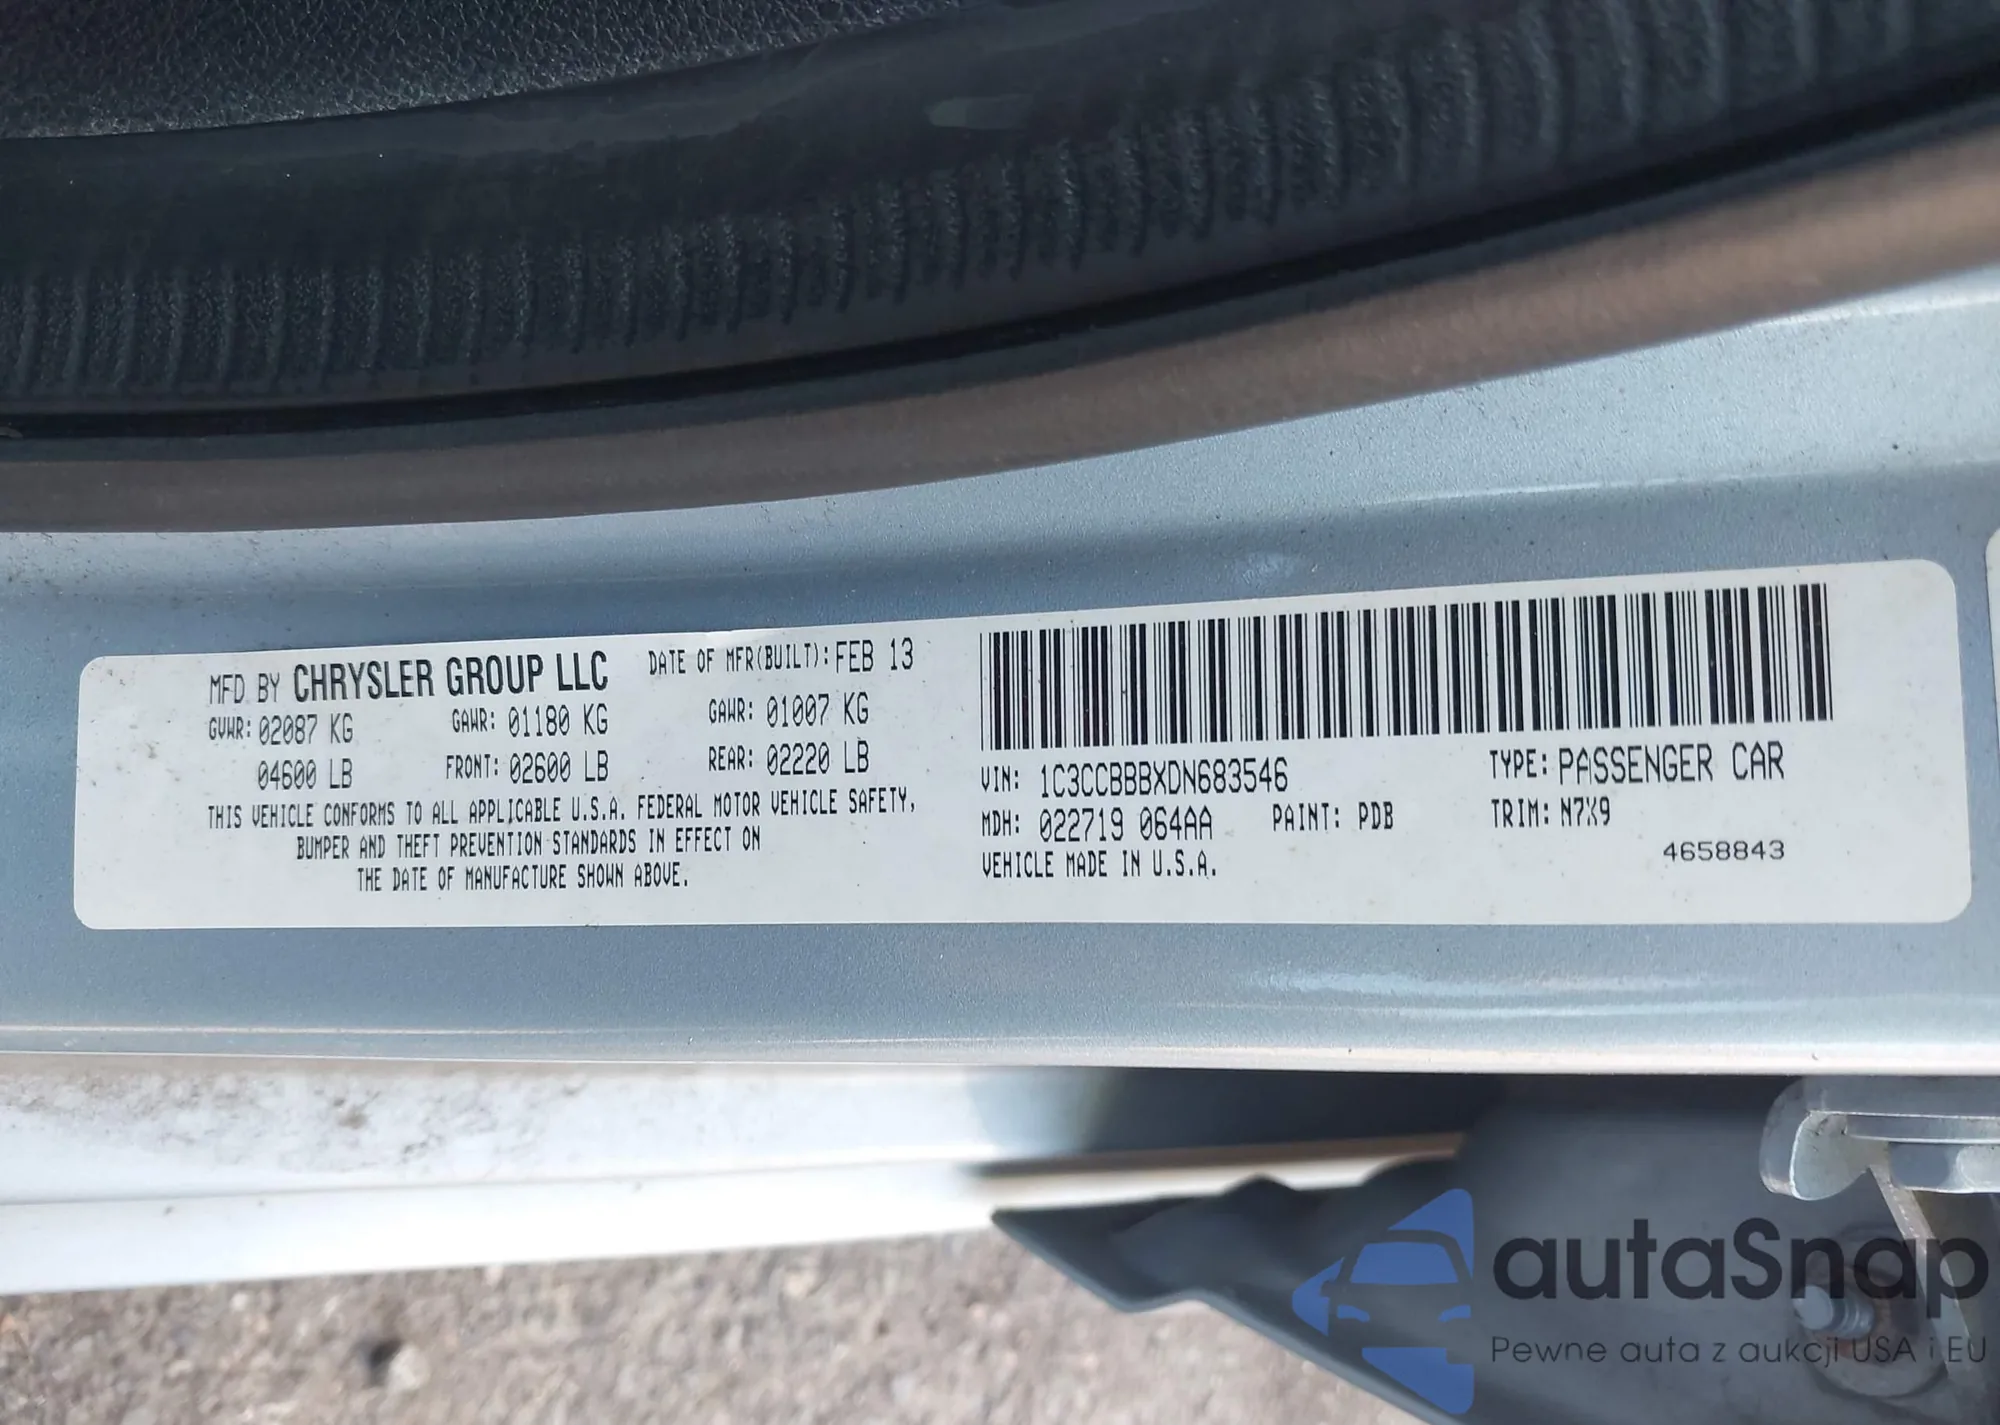 MFD BY CHRYSLER GROUP LLC DATE OF MFR(BUILT): FEB 13
GVWR: 02087 KG GAWR: 01180 KG GAWR: 01007 KG
04600 LB FRONT: 02600 LB REAR: 02220 LB
THIS VEHICLE CONFORMS TO ALL APPLICABLE U.S.A. FEDERAL MOTOR VEHICLE SAFETY,
BUMPER AND THEFT PREVENTION STANDARDS IN EFFECT ON
THE DATE OF MANUFACTURE SHOWN ABOVE.
VIN: 1C3CCBBBXDN683546 TYPE: PASSENGER CAR
MDH: 022719 064AA PAINT: PDB TRIM: N7X9
VEHICLE MADE IN U.S.A. 4658843
autaSnap
Pewne auta z aukcji USA i EU